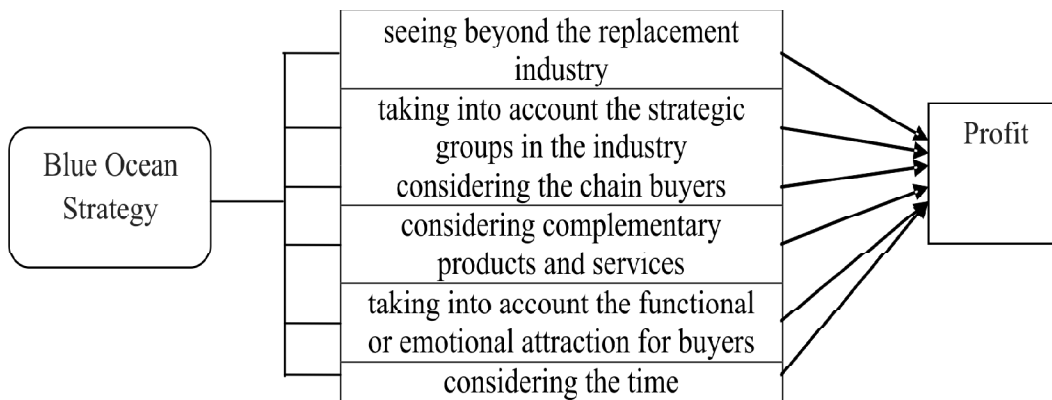 Blue Ocean
Strategy
seeing beyond the replacement
industry
taking into account the strategic
groups in the industry
considering the chain buyers
considering complementary
products and services
taking into account the functional
or emotional attraction for buyers
considering the time
Profit